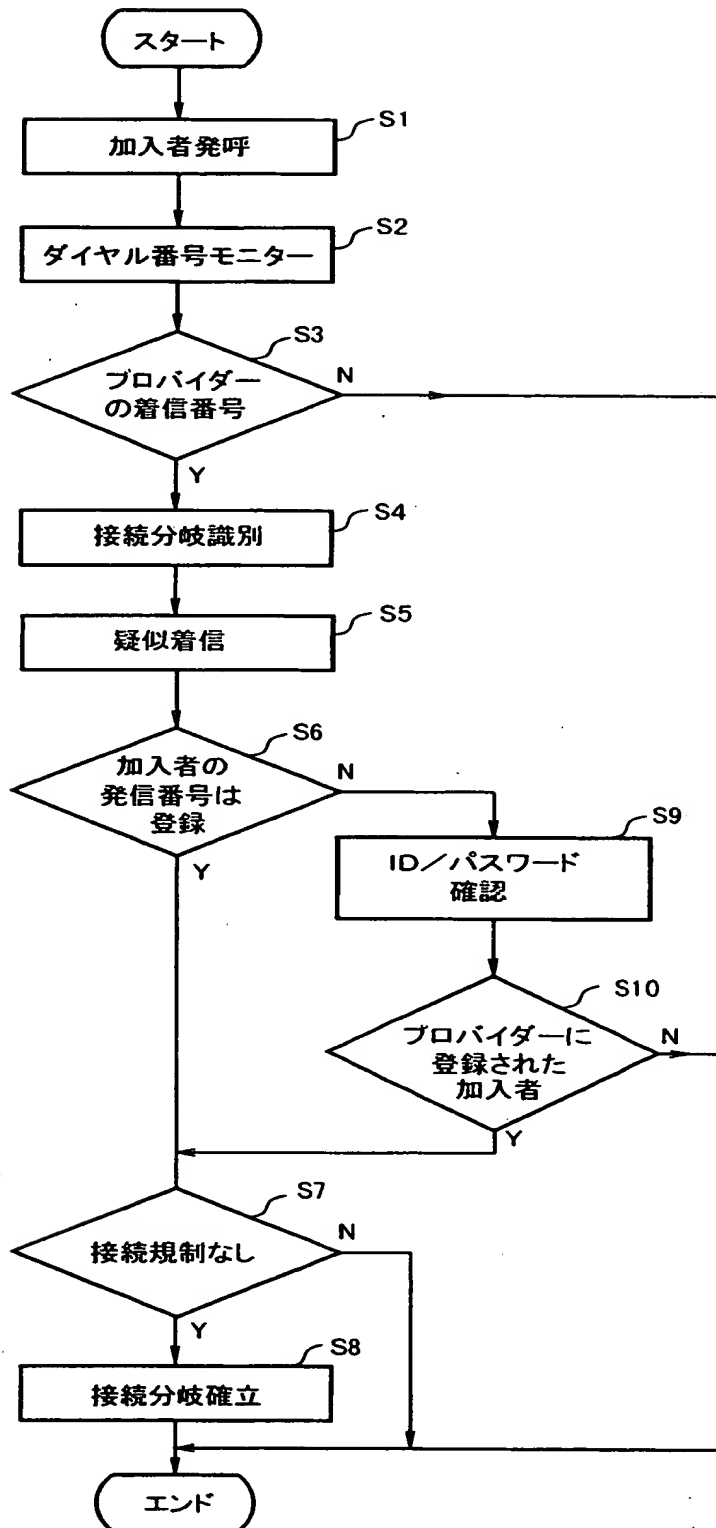 スタート
S1
加入者発呼
S2
ダイヤル番号モニター
S3
プロバイダー
の着信番号
N
Y
S4
接続分岐識別
S5
疑似着信
S6
加入者の
発信番号は
登録
N
Y
S9
ID／パスワード
確認
S10
プロバイダーに
登録された
加入者
N
Y
S7
接続規制なし
N
Y
S8
接続分岐確立
エンド